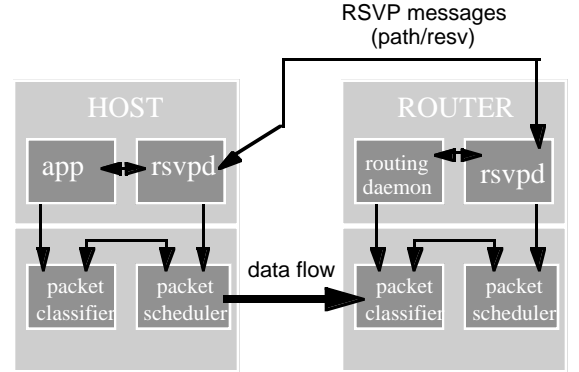 RSVP messages
(path/resv)
HOST
ROUTER
app
rsvpd
routing
daemon
rsvpd
data flow
packet
classifier
packet
scheduler
packet
classifier
packet
scheduler